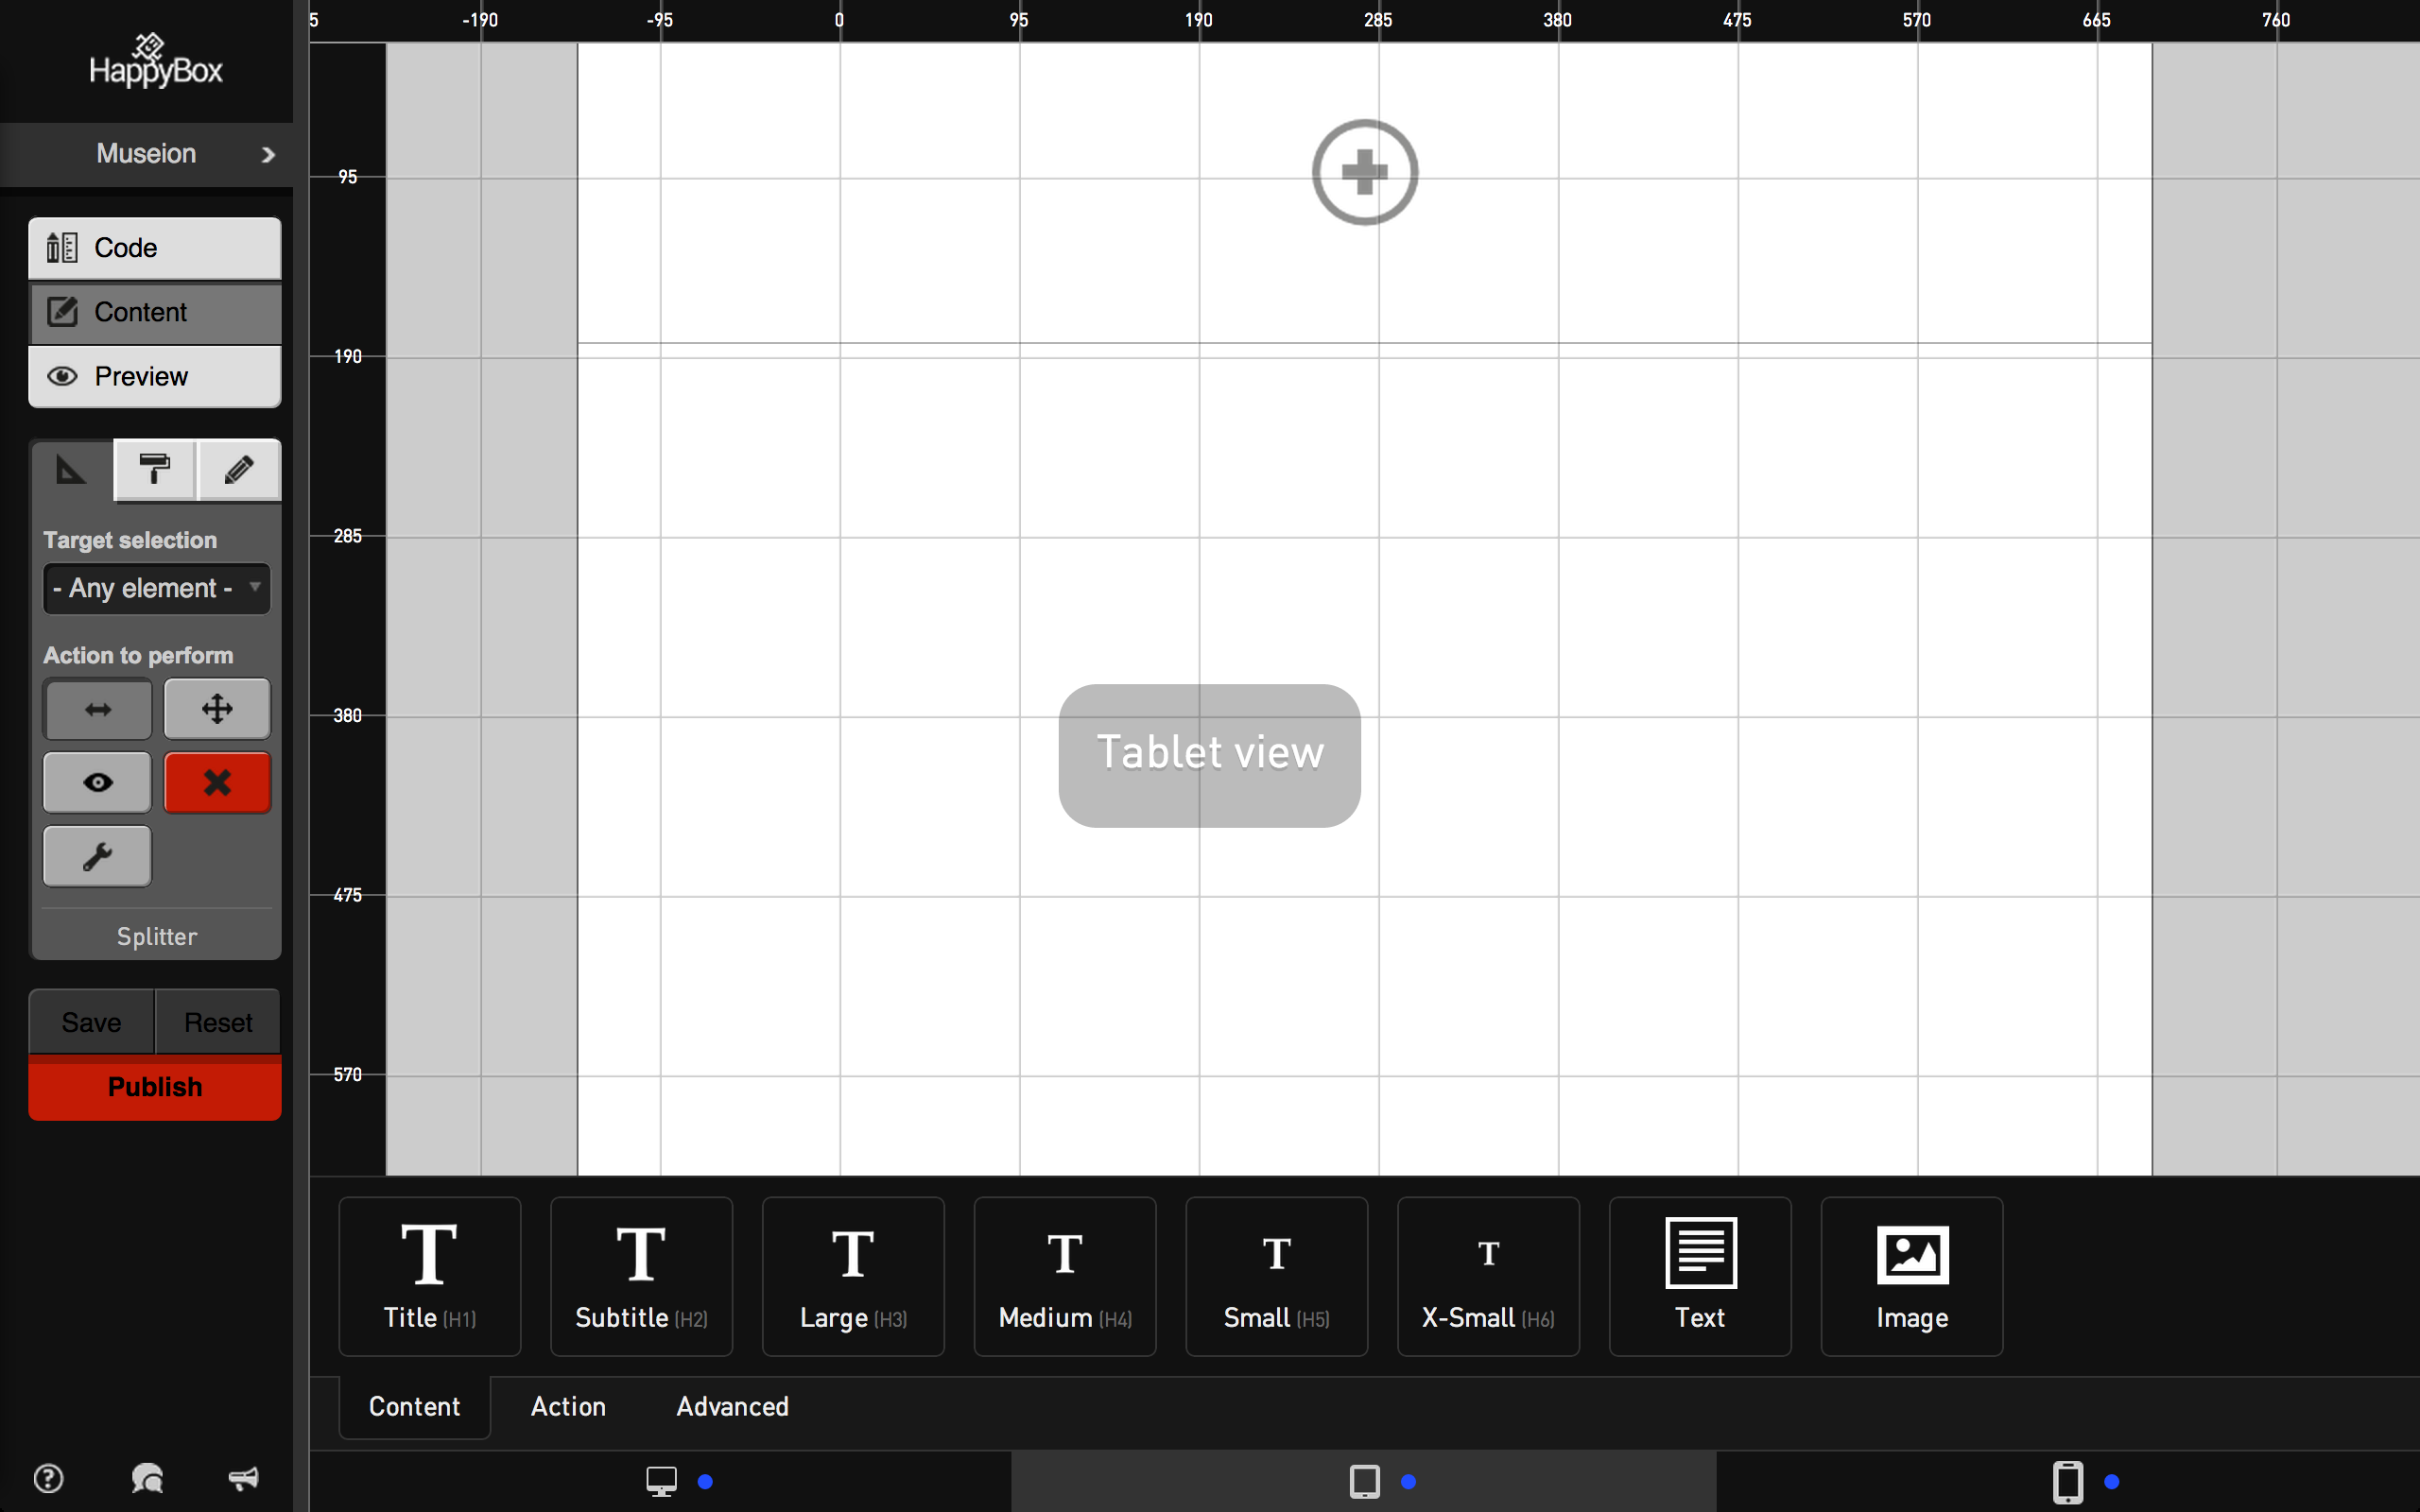 HappyBox
Museion
Code
Content
Preview
Target selection
- Any element -
Action to perform
Splitter
Save Reset
Publish
5 -190 -95 0 95 190 285 380 475 570 665 760
95
190
285
380
475
570
Tablet view
Title (H1) Subtitle (H2) Large (H3) Medium (H4) Small (H5) X-Small (H6) Text Image
Content Action Advanced